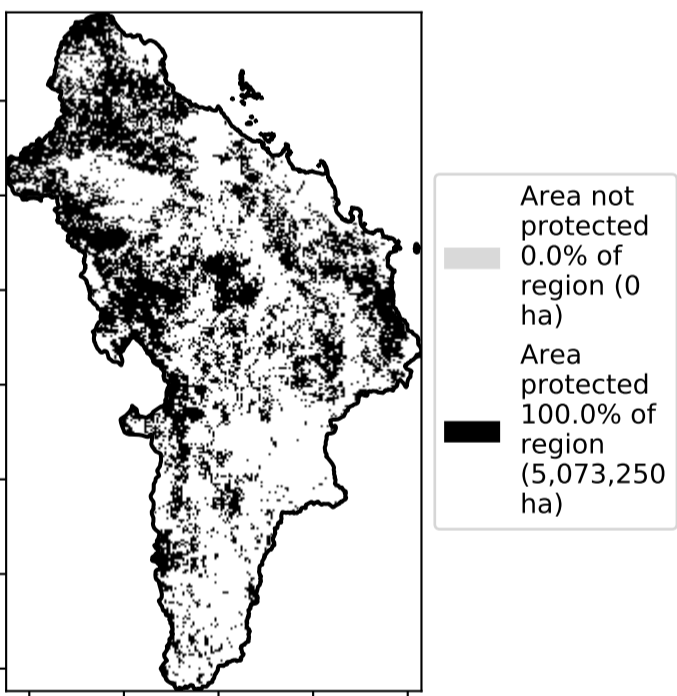 Area not
protected
0.0% of
region (0
ha)
Area
protected
100.0% of
region
(5,073,250
ha)